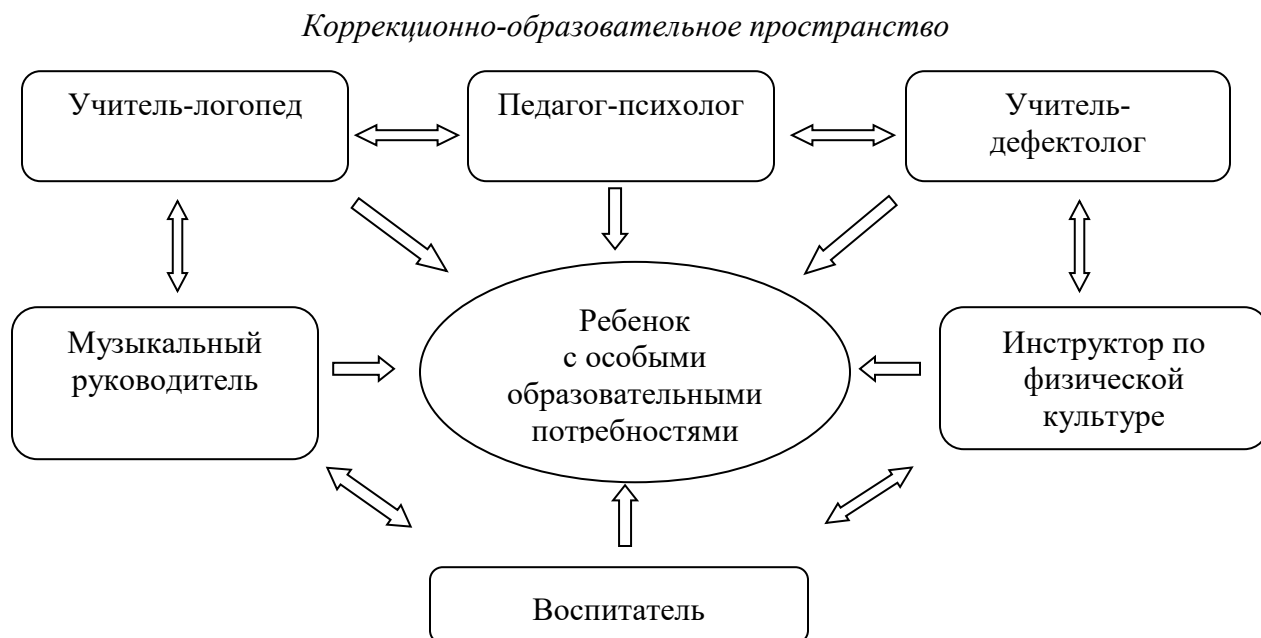 Коррекционно-образовательное пространство
Учитель-логопед
Педагог-психолог
Учитель-
дефектолог
Музыкальный
руководитель
Ребенок
с особыми
образовательными
потребностями
Инструктор по
физической
культуре
Воспитатель